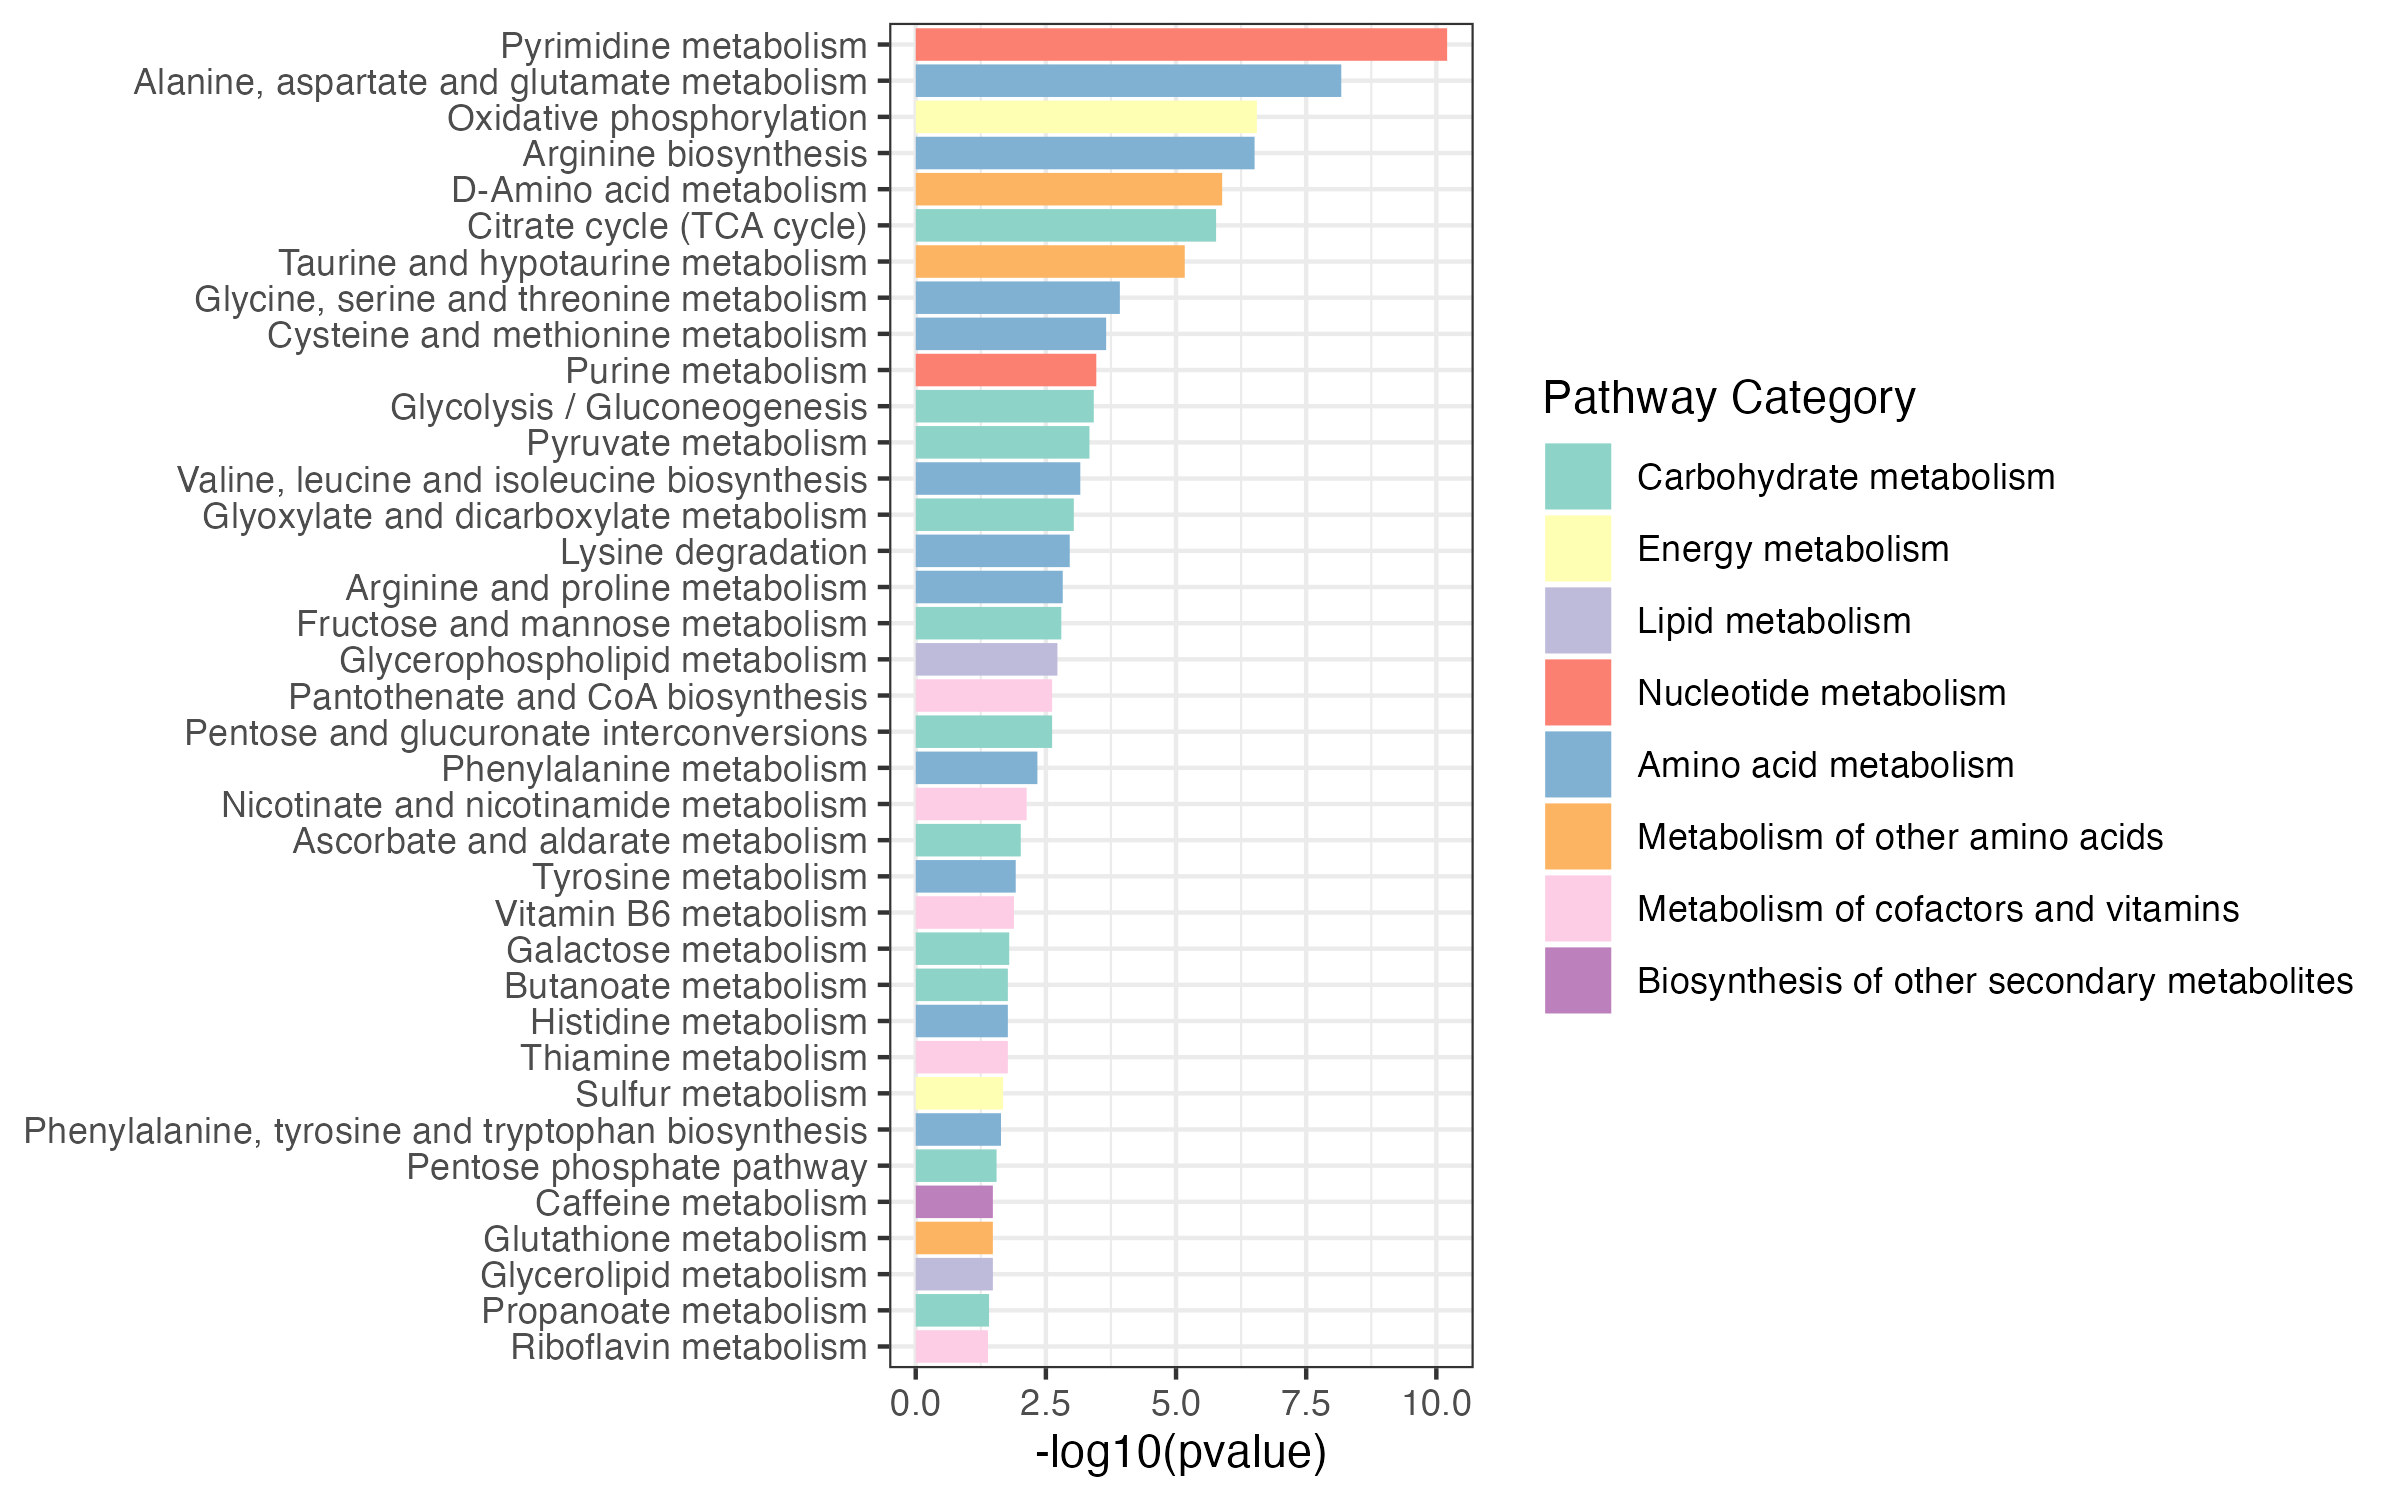 Pyrimidine metabolism
Alanine, aspartate and glutamate metabolism
Oxidative phosphorylation
Arginine biosynthesis
D-Amino acid metabolism
Citrate cycle (TCA cycle)
Taurine and hypotaurine metabolism
Glycine, serine and threonine metabolism
Cysteine and methionine metabolism
Purine metabolism
Glycolysis / Gluconeogenesis
Pyruvate metabolism
Valine, leucine and isoleucine biosynthesis
Glyoxylate and dicarboxylate metabolism
Lysine degradation
Arginine and proline metabolism
Fructose and mannose metabolism
Glycerophospholipid metabolism
Pantothenate and CoA biosynthesis
Pentose and glucuronate interconversions
Phenylalanine metabolism
Nicotinate and nicotinamide metabolism
Ascorbate and aldarate metabolism
Tyrosine metabolism
Vitamin B6 metabolism
Galactose metabolism
Butanoate metabolism
Histidine metabolism
Thiamine metabolism
Sulfur metabolism
Phenylalanine, tyrosine and tryptophan biosynthesis
Pentose phosphate pathway
Caffeine metabolism
Glutathione metabolism
Glycerolipid metabolism
Propanoate metabolism
Riboflavin metabolism
0.0 2.5 5.0 7.5 10.0
-log10(pvalue)
Pathway Category
Carbohydrate metabolism
Energy metabolism
Lipid metabolism
Nucleotide metabolism
Amino acid metabolism
Metabolism of other amino acids
Metabolism of cofactors and vitamins
Biosynthesis of other secondary metabolites